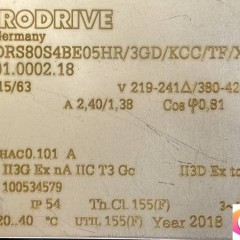 RODRIVE
Germany
DRS80S4BE05HR/3GD/KCC/TF/X
01.0002.18
15/63
V 219-241Δ/380-42
A 2,40/1,38 Cos φ0,81
HAC0.101 A
II3G Ex nA IIC T3 Gc II3D Ex to
100534579
IP 54 Th.Cl. 155(F) 3~
20..40 °C UTIL 155(F) Year 2018